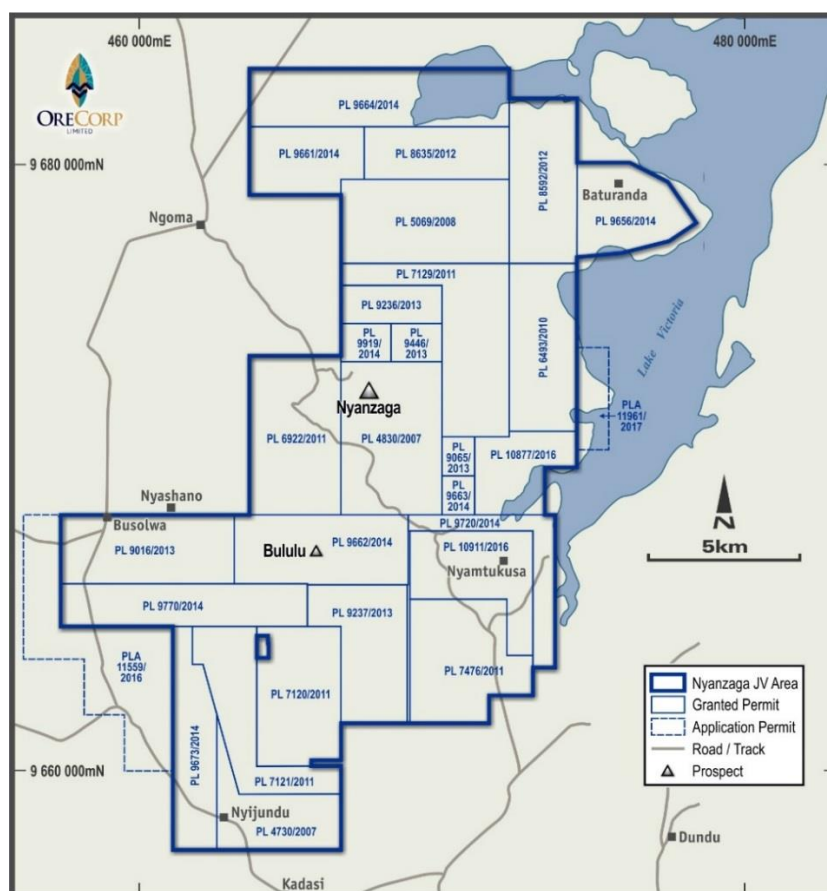 460 000mE
480 000mE
ORECORP
LIMITED
PL 9664/2014
9 680 000mN
PL 9661/2014
PL 8635/2012
PL 8592/2012
Baturanda
PL 9656/2014
Ngoma
PL 5069/2008
PL 7129/2011
PL 9236/2013
PL
9919/
2014
PL
9446/
2013
PL 6493/2010
Lake Victoria
Nyanzaga
PLA
11961/
2017
PL 6922/2011
PL 4830/2007
PL
9065/
2013
PL 10877/2016
PL
9663/
2014
N
5km
Nyashano
Busolwa
PL 9016/2013
Bululu
PL 9662/2014
PL 9720/2014
PL 10911/2016
Nyamtukusa
PL 9770/2014
PL 9237/2013
PLA
11559/
2016
PL 7120/2011
PL 7476/2011
PL 9673/2014
9 660 000mN
PL 7121/2011
Nyijundu
PL 4730/2007
Kadasi
Dundu
Nyanzaga JV Area
Granted Permit
Application Permit
Road / Track
Prospect